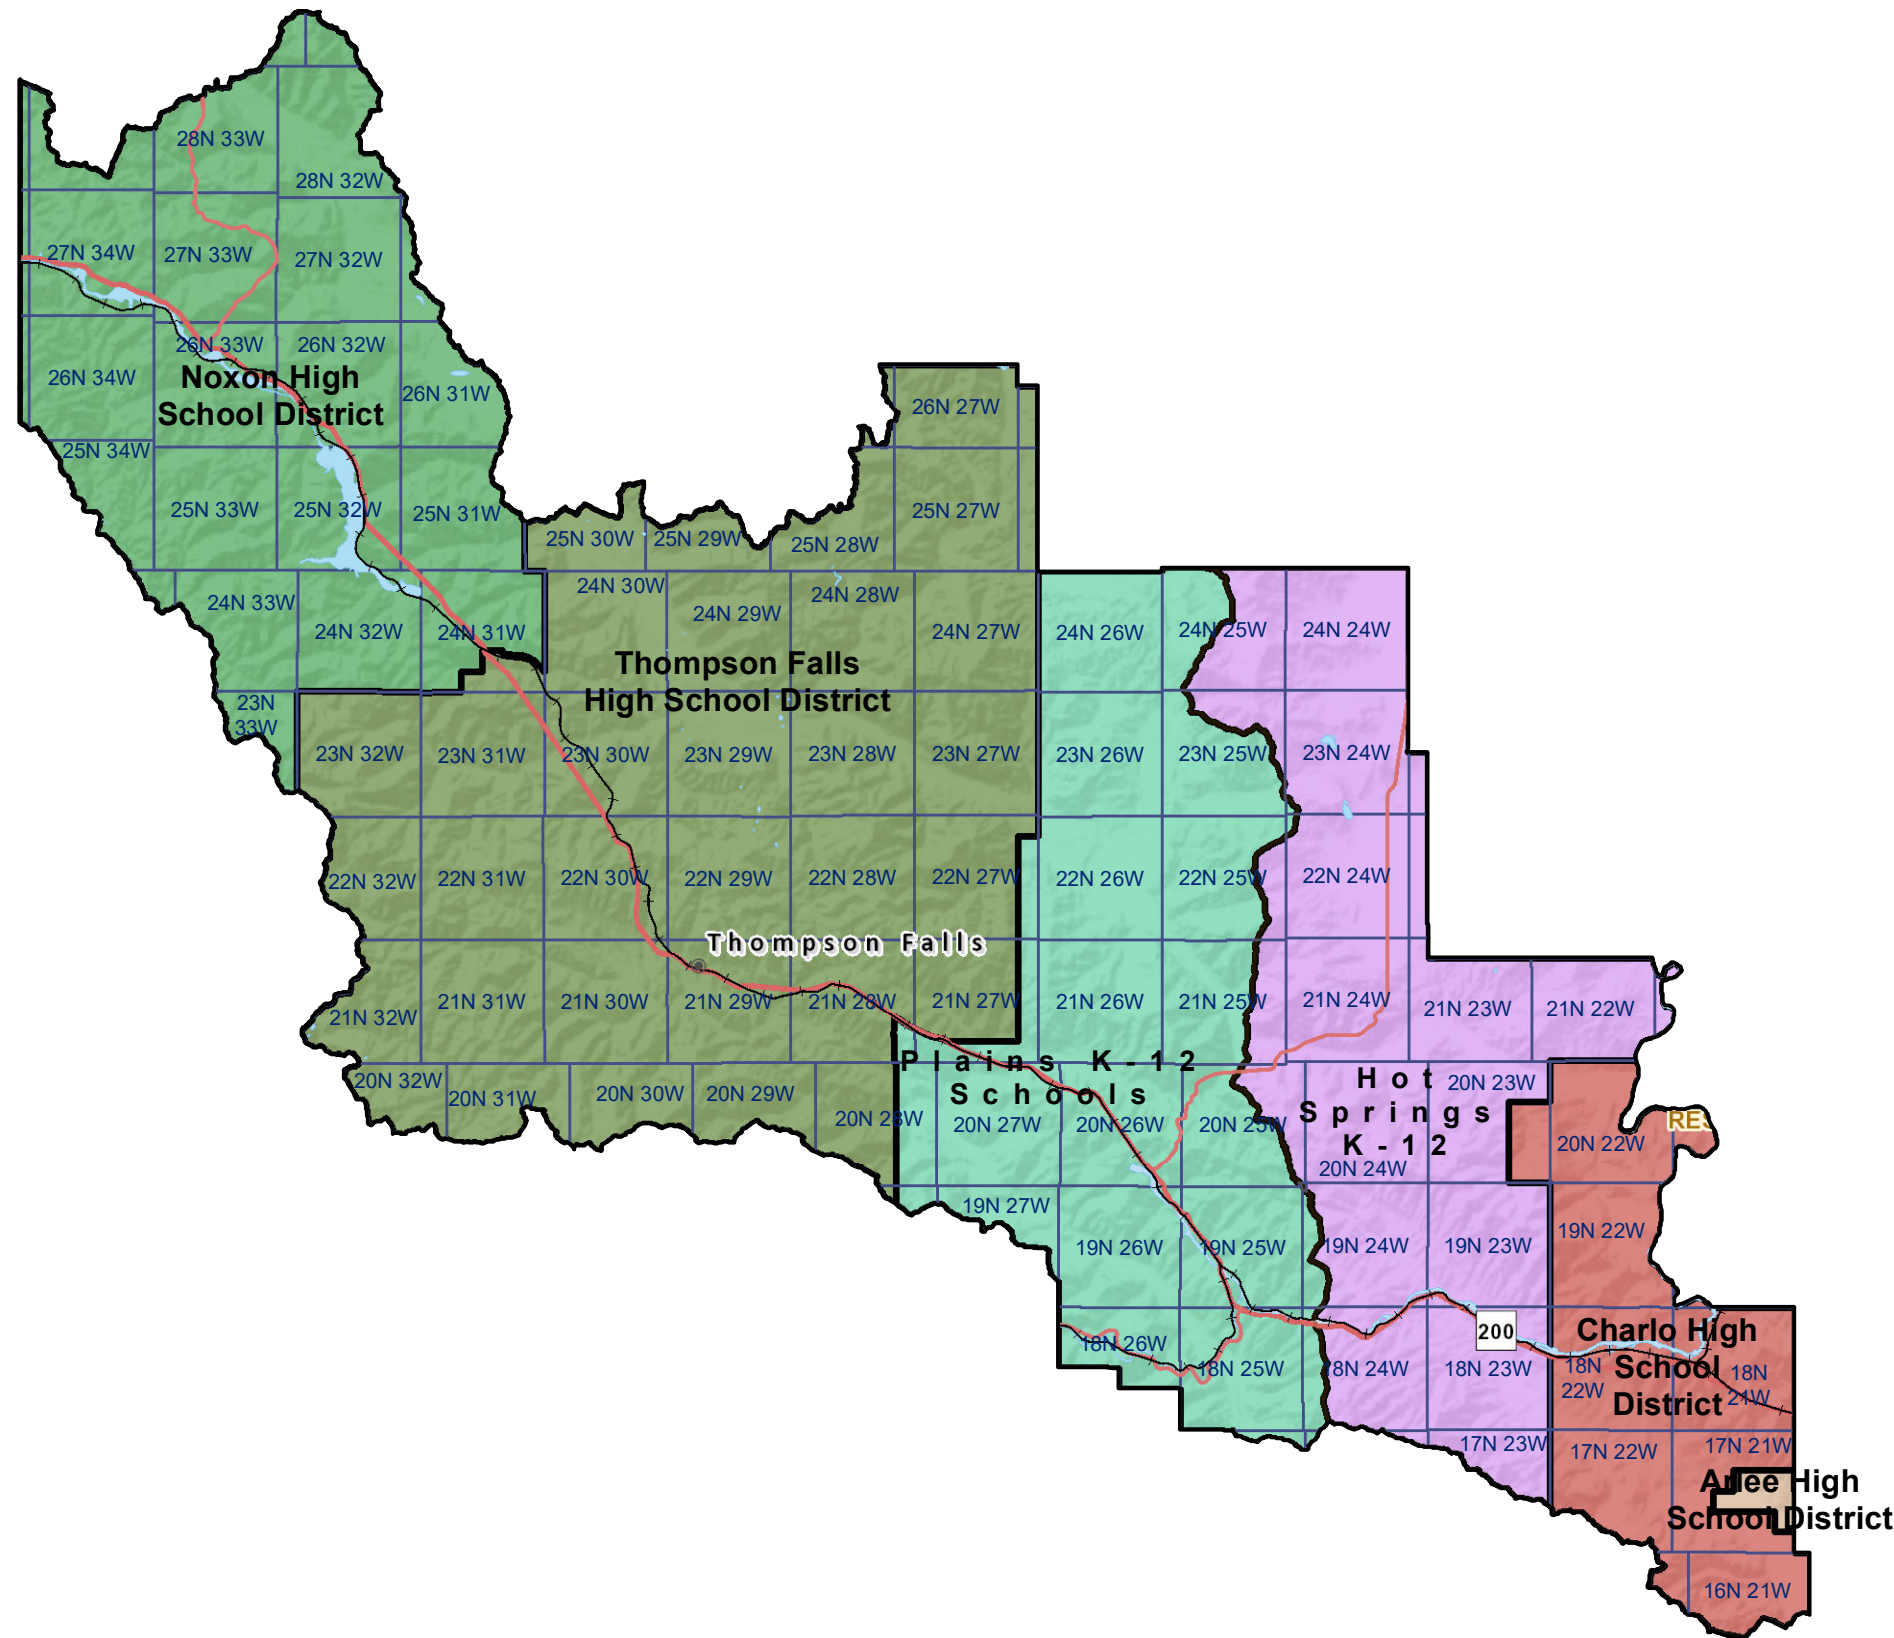 28N 33W
28N 32W
27N 34W
27N 33W
27N 32W
26N 33W
26N 32W
26N 34W
Noxon High
School District
26N 31W
26N 27W
25N 34W
25N 33W
25N 32W
25N 31W
25N 30W
25N 29W
25N 28W
25N 27W
24N 33W
24N 32W
24N 31W
24N 30W
24N 29W
24N 28W
24N 27W
24N 26W
24N 25W
24N 24W
Thompson Falls
High School District
23N
33W
23N 32W
23N 31W
23N 30W
23N 29W
23N 28W
23N 27W
23N 26W
23N 25W
23N 24W
22N 32W
22N 31W
22N 30W
22N 29W
22N 28W
22N 27W
22N 26W
22N 25W
22N 24W
Thompson Falls
21N 32W
21N 31W
21N 30W
21N 29W
21N 28W
21N 27W
21N 26W
21N 25W
21N 24W
21N 23W
21N 22W
Plains K-12
Schools
Hot
Springs
K-12
20N 32W
20N 31W
20N 30W
20N 29W
20N 28W
20N 27W
20N 26W
20N 25W
20N 24W
20N 23W
20N 22W
RES
19N 27W
19N 26W
19N 25W
19N 24W
19N 23W
19N 22W
200
Charlo High
School
District
18N 26W
18N 25W
18N 24W
18N 23W
18N
22W
18N
21W
17N 23W
17N 22W
17N 21W
Arlee High
School District
16N 21W